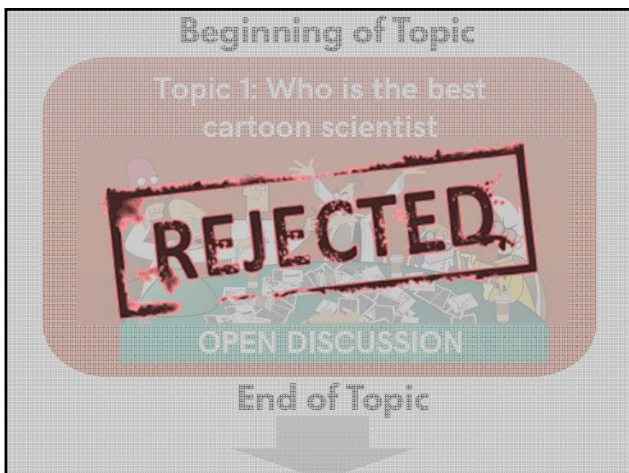 Beginning of Topic
Topic 1: Who is the best
cartoon scientist
REJECTED
OPEN DISCUSSION
End of Topic